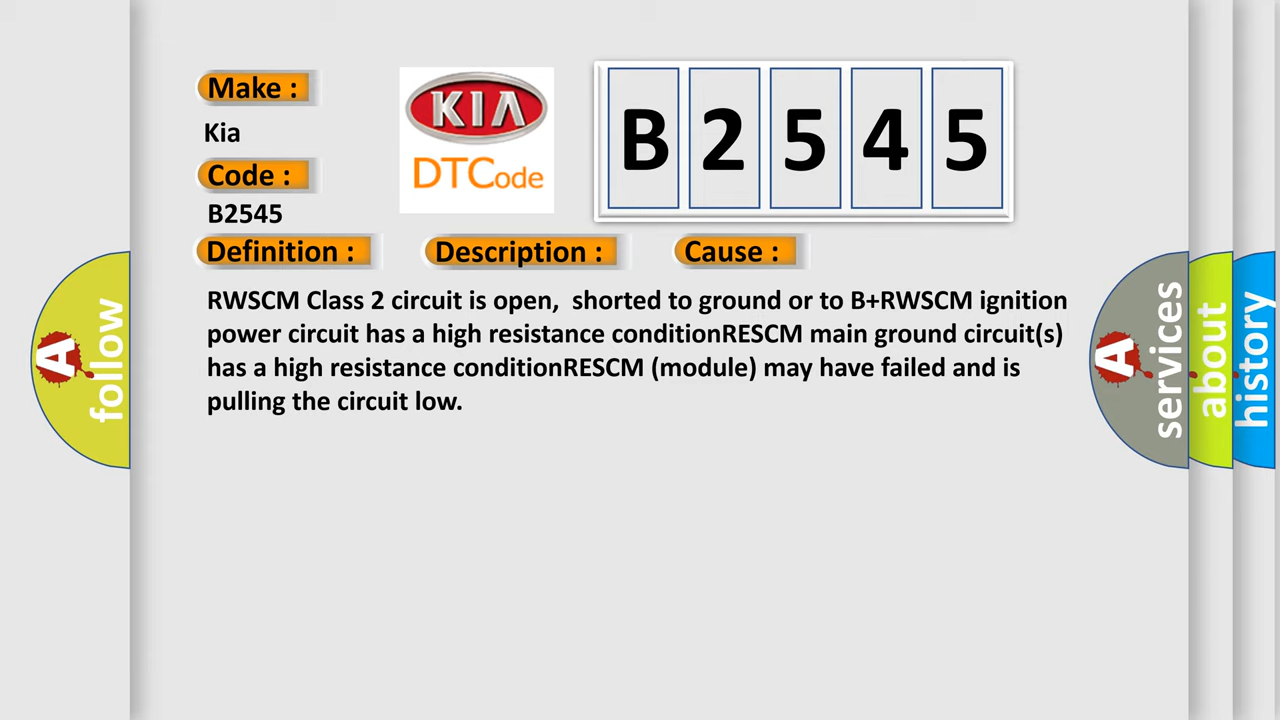 Make :
Kia
Code :
B2545
KIA
DTCode
B 2 5 4 5
Definition :
Description :
Cause :
RWSCM Class 2 circuit is open,  shorted to ground or to B+RWSCM ignition
power circuit has a high resistance conditionRESCM main ground circuit(s)
has a high resistance conditionRESCM (module) may have failed and is
pulling the circuit low.
A follow
A services
about
history